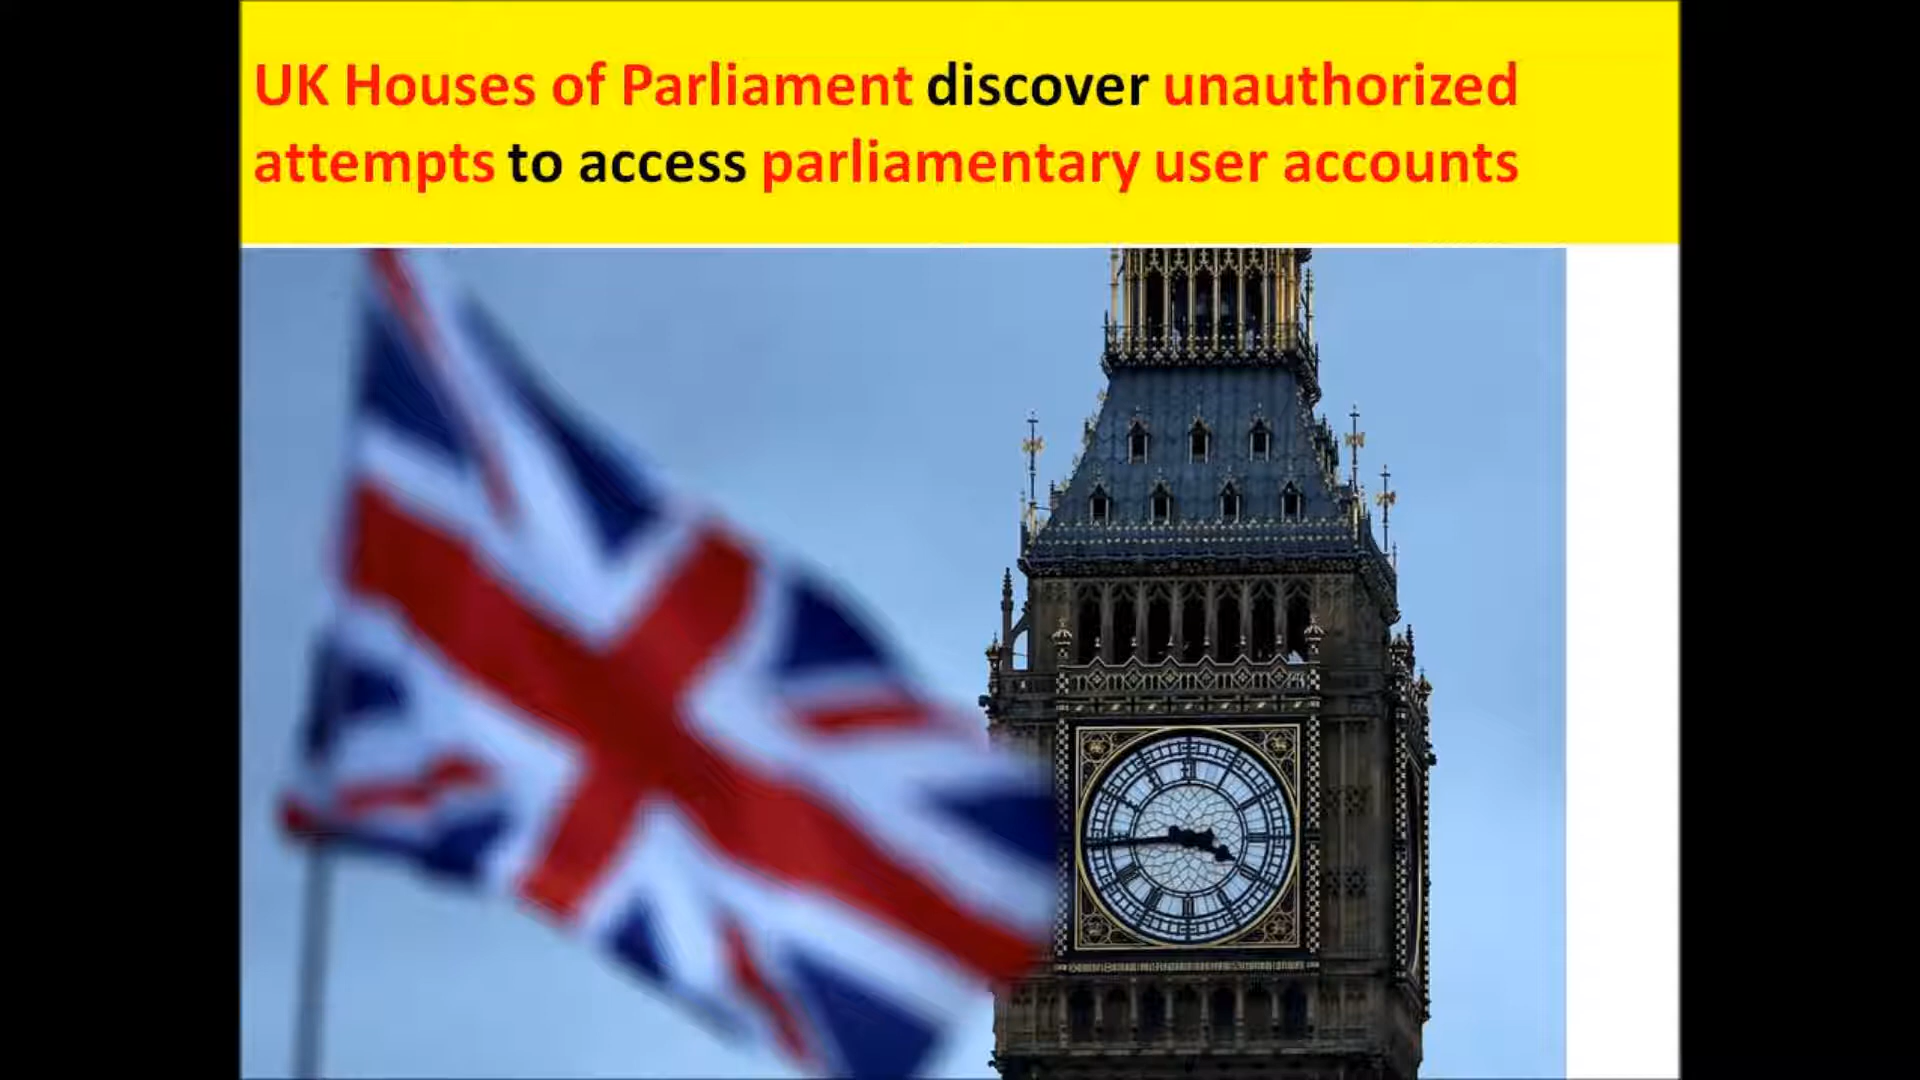 UK Houses of Parliament discover unauthorized
attempts to access parliamentary user accounts